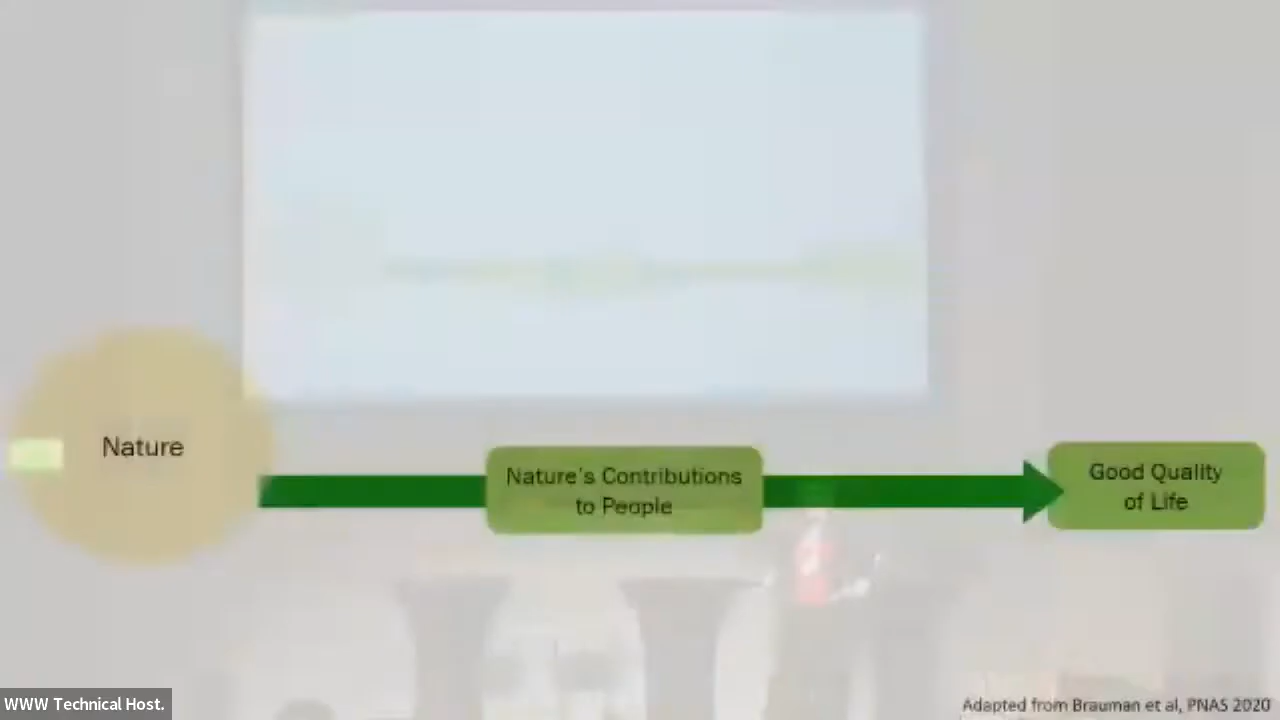 Nature
Nature's Contributions
to People
Good Quality
of Life
Adapted from Brauman et al, PNAS 2020
WWW Technical Host.